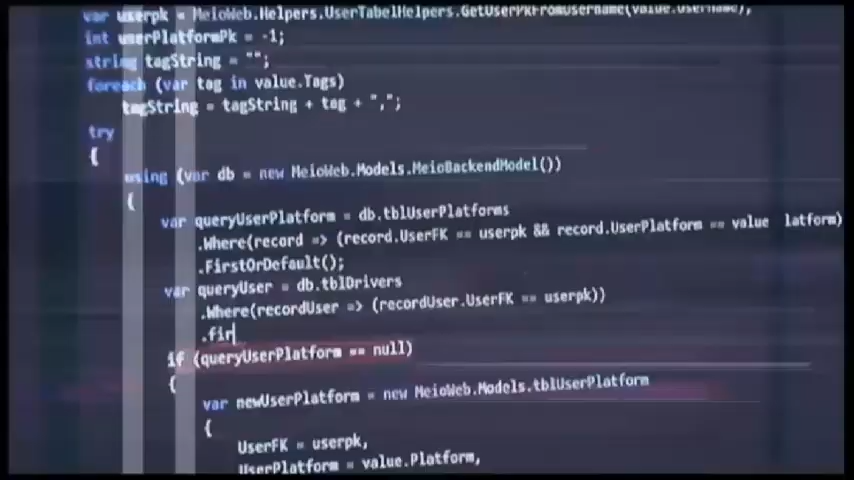 var userpk = MeioWeb.Helpers.UserTabelHelpers.GetUserPKFromUsername(value.Username);
int userPlatformPk = -1;
string tagString = "";
foreach (var tag in value.Tags)
tagString = tagString + tag + ",";
try
{
using (var db = new MeioWeb.Models.MeioBackendModel())
{
var queryUserPlatform = db.tblUserPlatforms
.Where(record => (record.UserFK == userpk && record.UserPlatform == value latform)
.FirstOrDefault();
var queryUser = db.tblDrivers
.Where(recordUser => (recordUser.UserFK == userpk))
.fir
if (queryUserPlatform == null)
{
var newUserPlatform = new MeioWeb.Models.tblUserPlatform
{
UserFK = userpk,
UserPlatform = value.Platform,